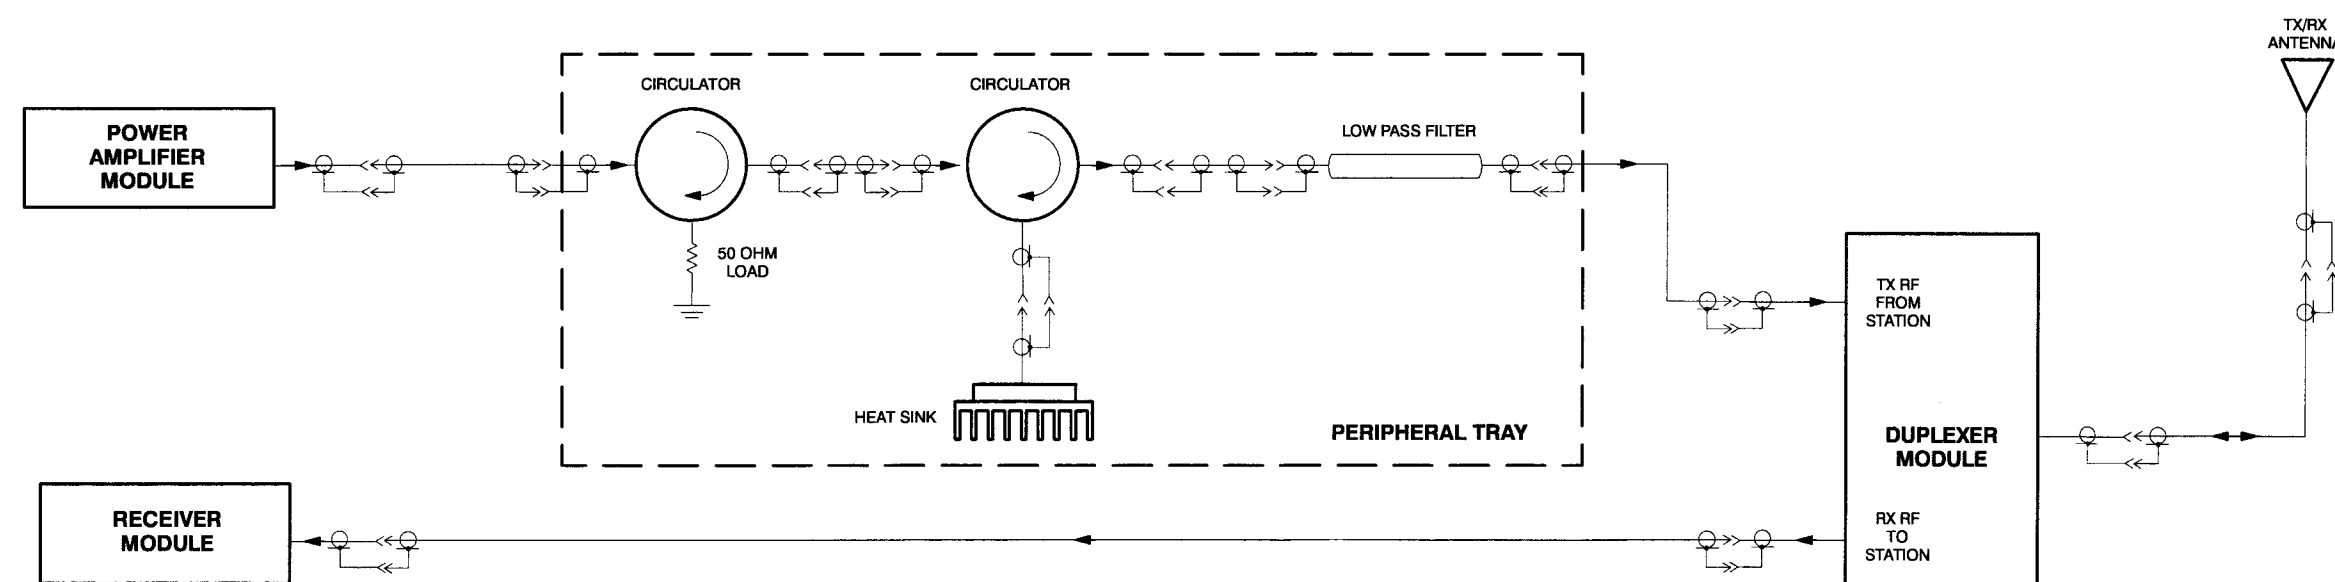 TX/RX
ANTENNA
CIRCULATOR
CIRCULATOR
POWER
AMPLIFIER
MODULE
LOW PASS FILTER
50 OHM
LOAD
TX RF
FROM
STATION
HEAT SINK
PERIPHERAL TRAY
DUPLEXER
MODULE
RECEIVER
MODULE
RX RF
TO
STATION